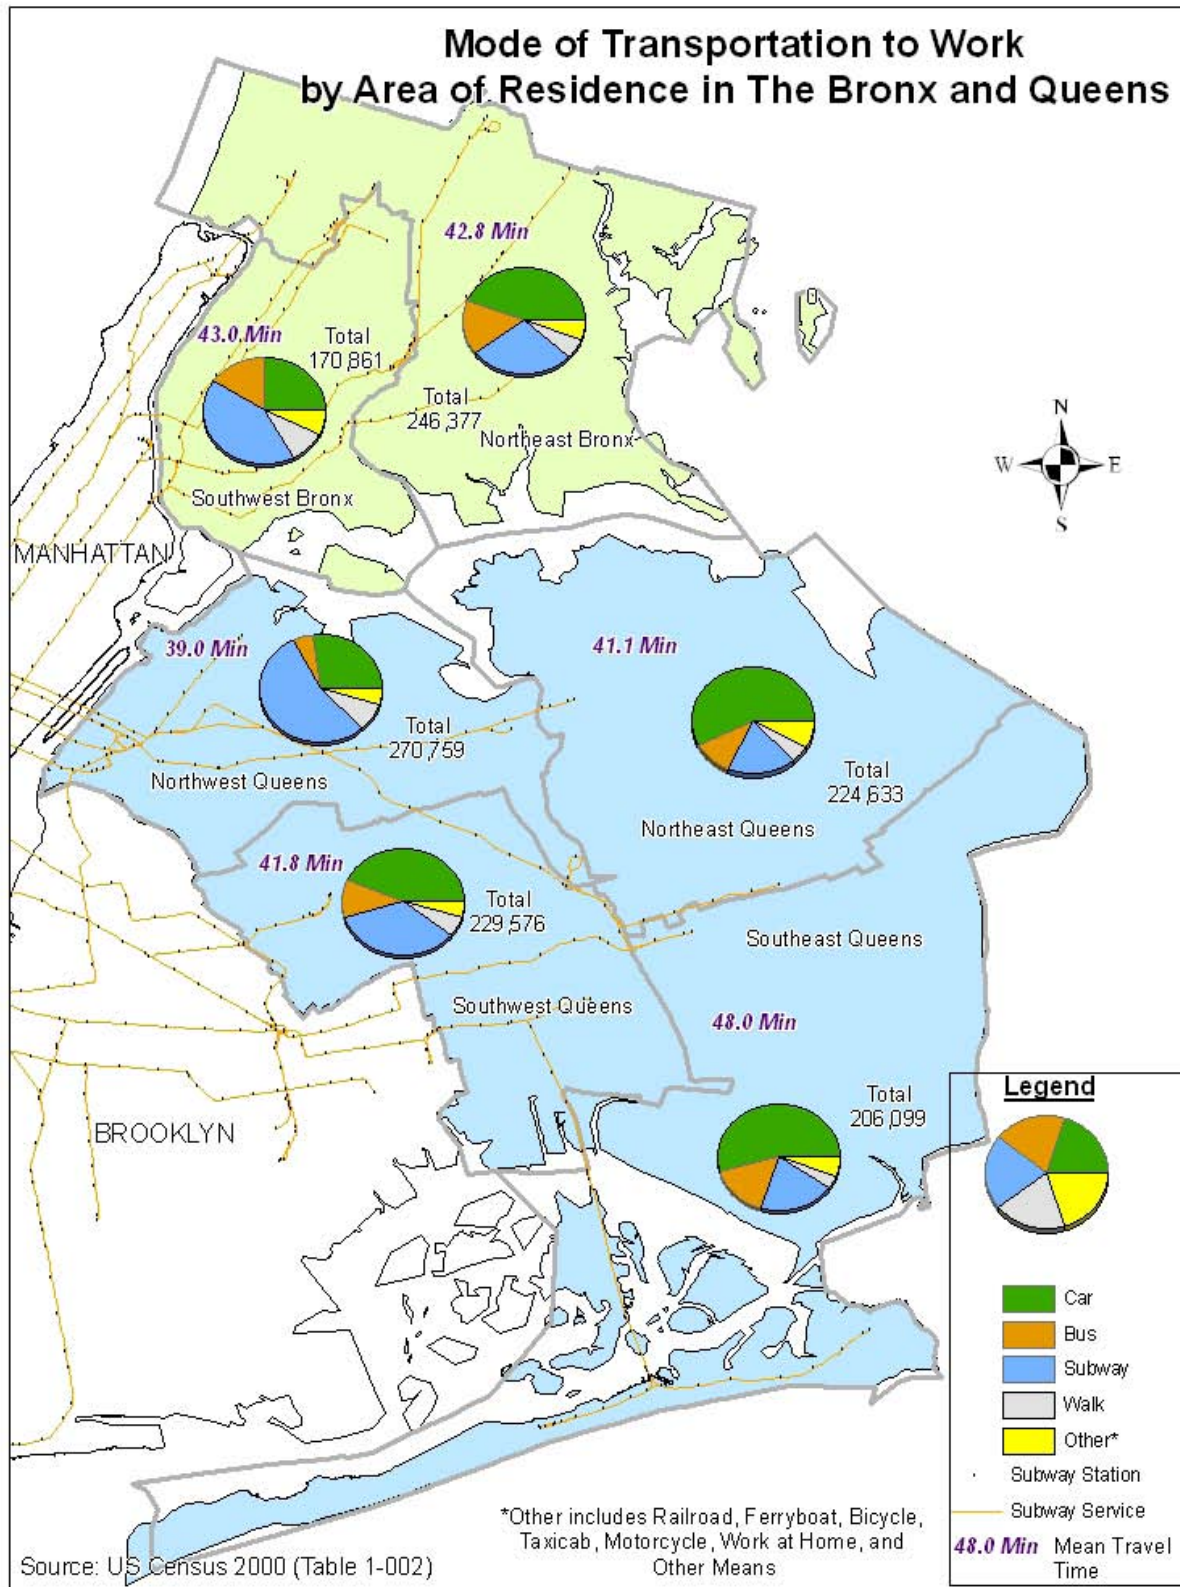 Mode of Transportation to Work
by Area of Residence in The Bronx and Queens
42.8 Min
43.0 Min
Total
170,861
Total
246,377
Northeast Bronx
Southwest Bronx
N
W
E
S
MANHATTAN
39.0 Min
41.1 Min
Total
270,759
Northwest Queens
Total
224,633
Northeast Queens
41.8 Min
Total
229,576
Southeast Queens
Southwest Queens
48.0 Min
Total
206,099
BROOKLYN
Legend
Car
Bus
Subway
Walk
Other*
Subway Station
Subway Service
48.0 Min Mean Travel
Time
*Other includes Railroad, Ferryboat, Bicycle,
Taxicab, Motorcycle, Work at Home, and
Other Means
Source: US Census 2000 (Table 1-002)